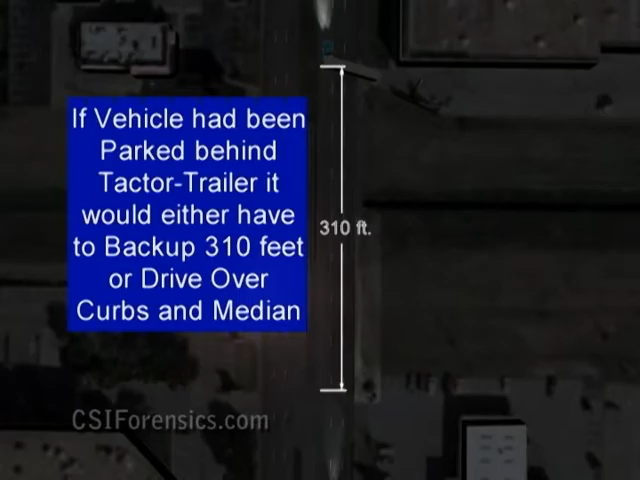 If Vehicle had been
Parked behind
Tactor-Trailer it
would either have
to Backup 310 feet
or Drive Over
Curbs and Median
310 ft.
CSIForensics.com